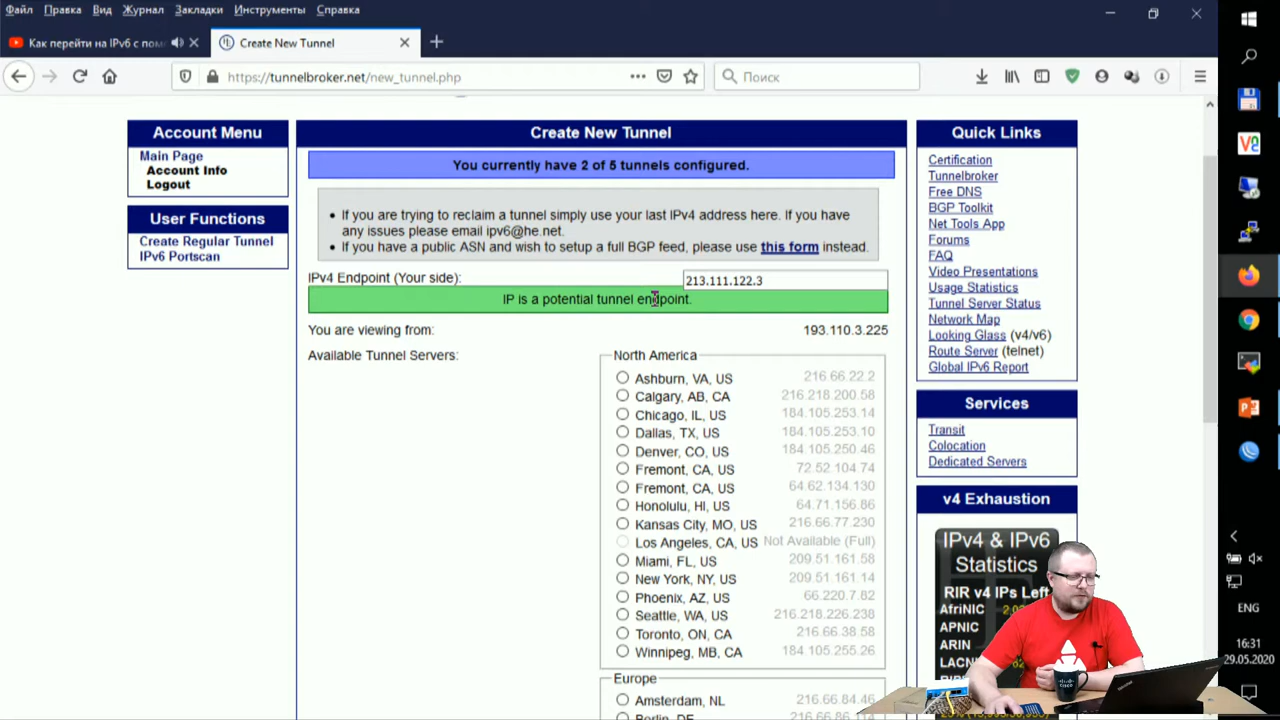 Файл Правка Вид Журнал Закладки Инструменты Справка
Как перейти на IPv6 с пом
Create New Tunnel
https://tunnelbroker.net/new_tunnel.php
Поиск
Account Menu
Main Page
Account Info
Logout
User Functions
Create Regular Tunnel
IPv6 Portscan
Create New Tunnel
You currently have 2 of 5 tunnels configured.
• If you are trying to reclaim a tunnel simply use your last IPv4 address here. If you have
any issues please email ipv6@he.net.
• If you have a public ASN and wish to setup a full BGP feed, please use this form instead.
IPv4 Endpoint (Your side): 213.111.122.3
IP is a potential tunnel endpoint.
You are viewing from: 193.110.3.225
Available Tunnel Servers:
North America
Ashburn, VA, US 216.66.22.2
Calgary, AB, CA 216.218.200.58
Chicago, IL, US 184.105.253.14
Dallas, TX, US 184.105.253.10
Denver, CO, US 184.105.250.46
Fremont, CA, US 72.52.104.74
Fremont, CA, US 64.62.134.130
Honolulu, HI, US 64.71.156.86
Kansas City, MO, US 216.66.77.230
Los Angeles, CA, US Not Available (Full)
Miami, FL, US 209.51.161.58
New York, NY, US 209.51.161.14
Phoenix, AZ, US 66.220.7.82
Seattle, WA, US 216.218.226.238
Toronto, ON, CA 216.66.38.58
Winnipeg, MB, CA 184.105.255.26
Europe
Amsterdam, NL 216.66.84.46
Berlin, DE
Quick Links
Certification
Tunnelbroker
Free DNS
BGP Toolkit
Net Tools App
Forums
FAQ
Video Presentations
Usage Statistics
Tunnel Server Status
Network Map
Looking Glass (v4/v6)
Route Server (telnet)
Global IPv6 Report
Services
Transit
Colocation
Dedicated Servers
v4 Exhaustion
IPv4 & IPv6
Statistics
RIR v4 IPs Left
AfriNIC
APNIC
ARIN
ENG
16:31
29.05.2020